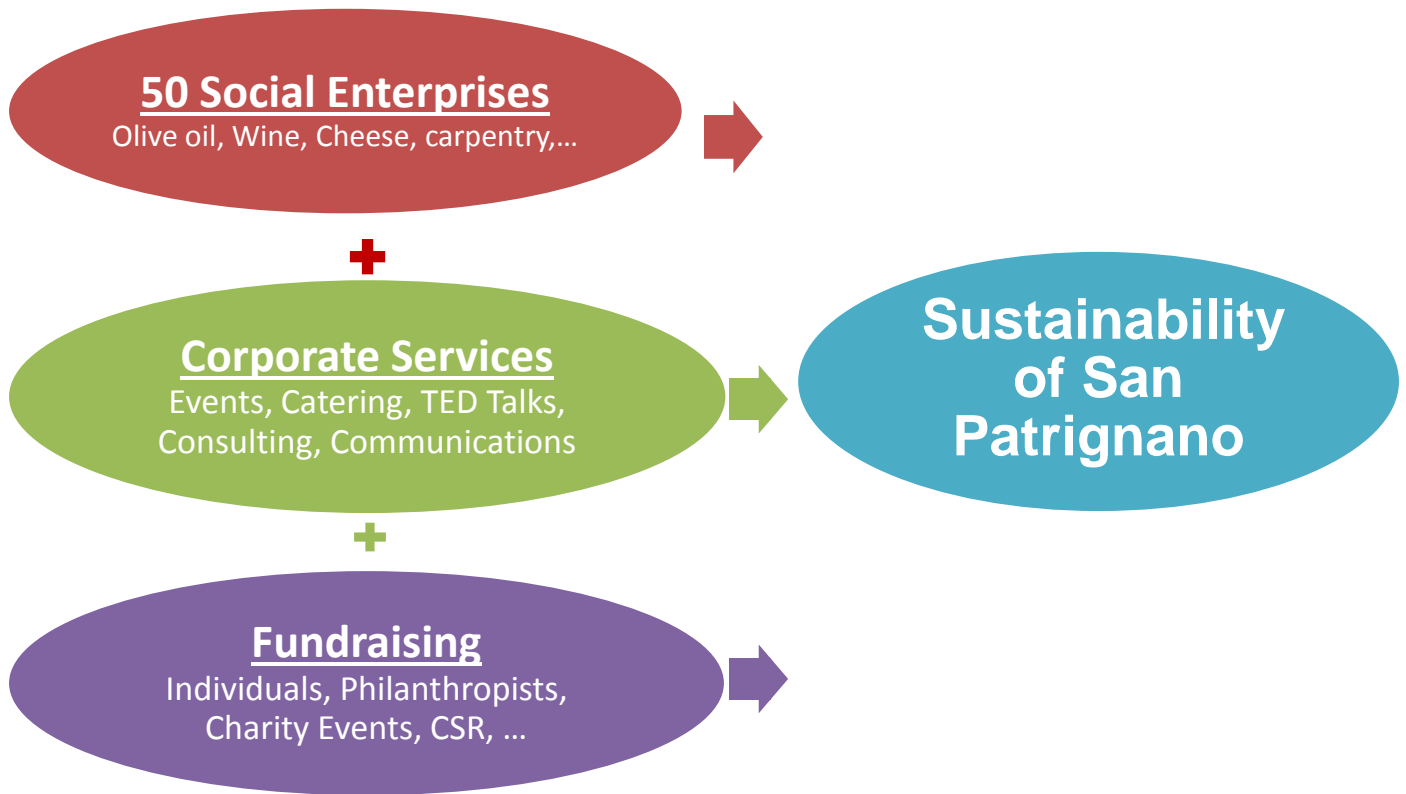 50 Social Enterprises
Olive oil, Wine, Cheese, carpentry,…
Corporate Services
Events, Catering, TED Talks,
Consulting, Communications
Fundraising
Individuals, Philanthropists,
Charity Events, CSR, …
Sustainability
of San
Patrignano